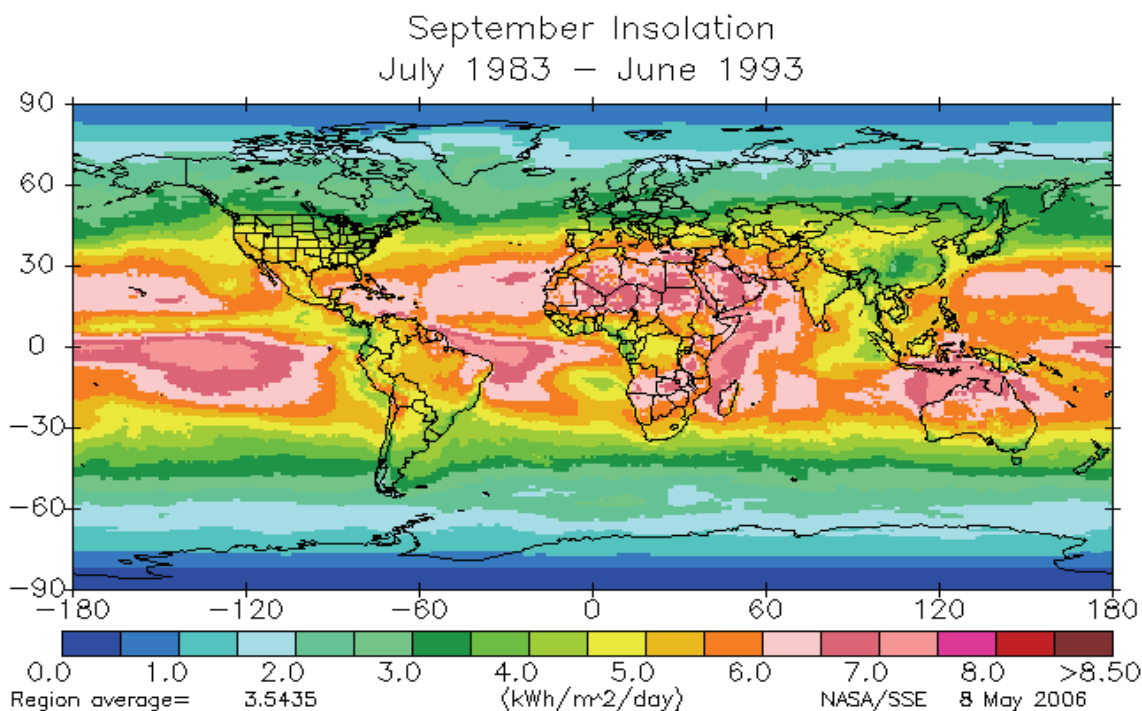 September Insolation
July 1983 – June 1993
90
60
30
0
−30
−60
−90
−180 −120 −60 0 60 120 180
0.0 1.0 2.0 3.0 4.0 5.0 6.0 7.0 8.0 >8.50
Region average= 3.5435 (kWh/m^2/day) NASA/SSE 8 May 2006